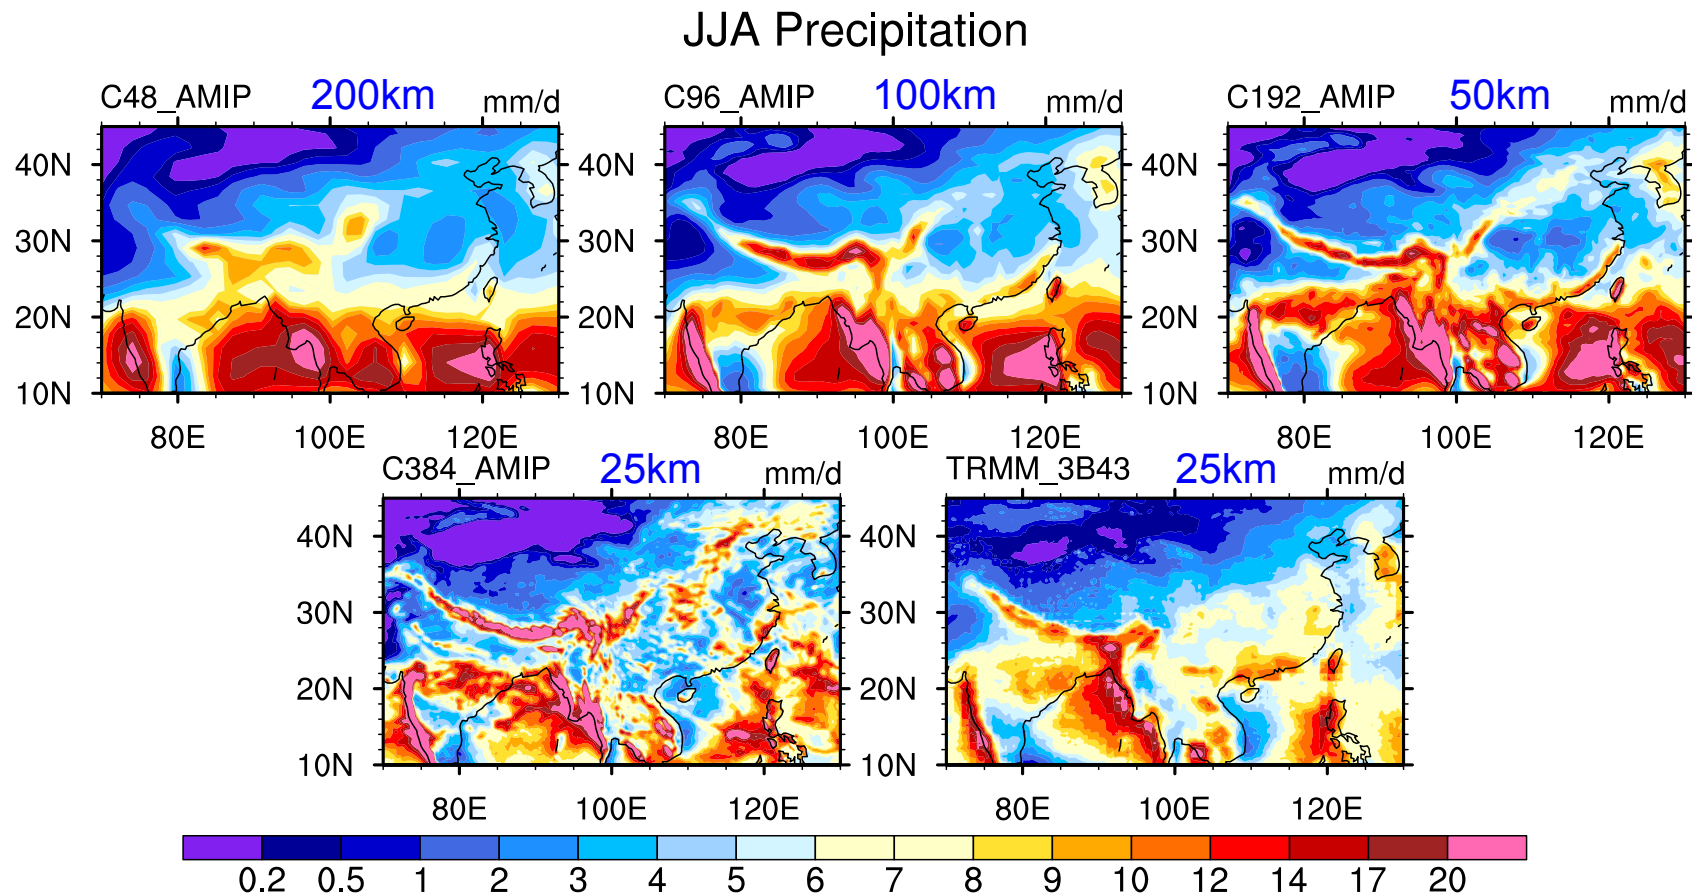 JJA Precipitation
C48_AMIP 200km mm/d
C96_AMIP 100km mm/d
C192_AMIP 50km mm/d
40N 40N 40N
30N 30N 30N
20N 20N 20N
10N 10N 10N
80E 100E 120E 80E 100E 120E 80E 100E 120E
C384_AMIP 25km mm/d
TRMM_3B43 25km mm/d
40N 40N
30N 30N
20N 20N
10N 10N
80E 100E 120E 80E 100E 120E
0.2 0.5 1 2 3 4 5 6 7 8 9 10 12 14 17 20